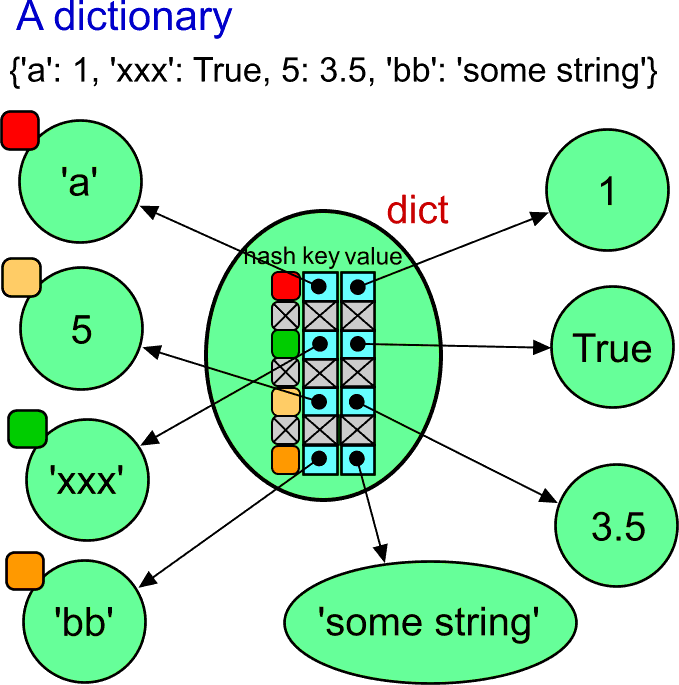 A dictionary
{'a': 1, 'xxx': True, 5: 3.5, 'bb': 'some string'}
'a'
1
dict
hash key value
5
True
'xxx'
3.5
'bb'
'some string'